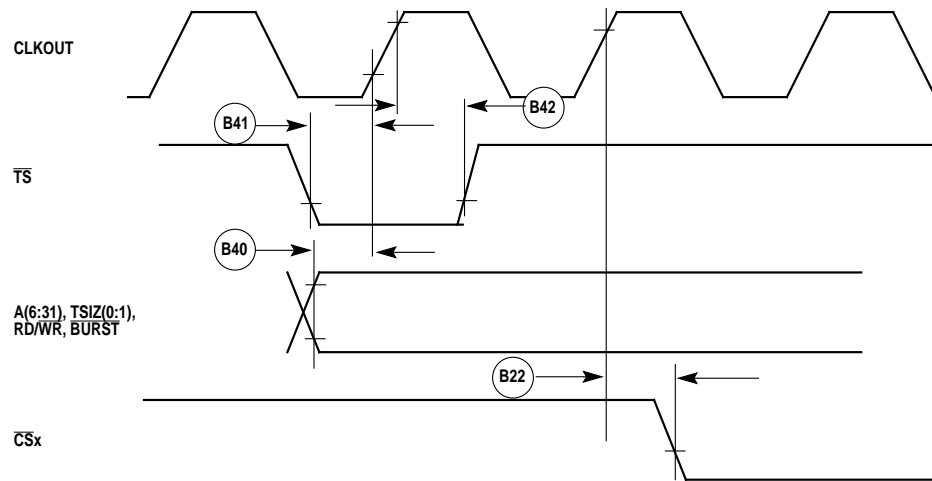 CLKOUT
B41
B42
TS
B40
A(6:31), TSIZ(0:1),
RD/WR, BURST
B22
CSx